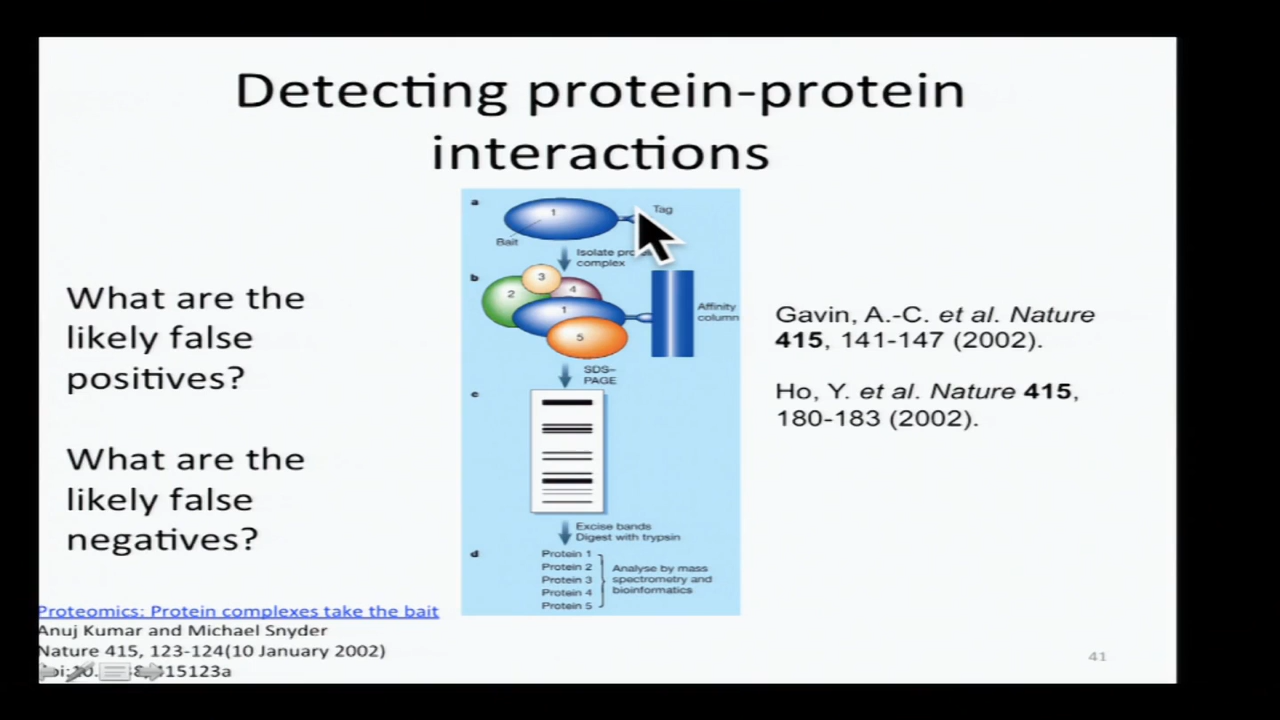 Detecting protein-protein
interactions
What are the
likely false
positives?
What are the
likely false
negatives?
a
1
Tag
Bait
Isolate
complex
b
3
2
4
1
5
Affinity
column
SDS–
PAGE
c
Excise bands
Digest with trypsin
d
Protein 1
Protein 2
Protein 3
Protein 4
Protein 5
Analyse by mass
spectrometry and
bioinformatics
Gavin, A.-C. et al. Nature
415, 141-147 (2002).
Ho, Y. et al. Nature 415,
180-183 (2002).
Proteomics: Protein complexes take the bait
Anuj Kumar and Michael Snyder
Nature 415, 123-124(10 January 2002)
41